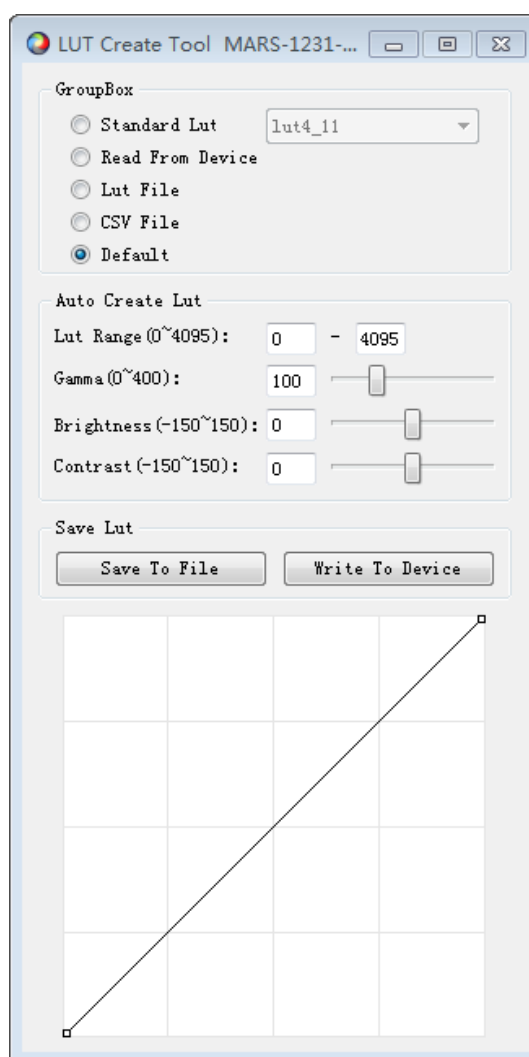 LUT Create Tool MARS-1231-...
GroupBox
Standard Lut lut4_11
Read From Device
Lut File
CSV File
Default
Auto Create Lut
Lut Range(0~4095): 0 - 4095
Gamma(0~400): 100
Brightness(-150~150): 0
Contrast(-150~150): 0
Save Lut
Save To File Write To Device